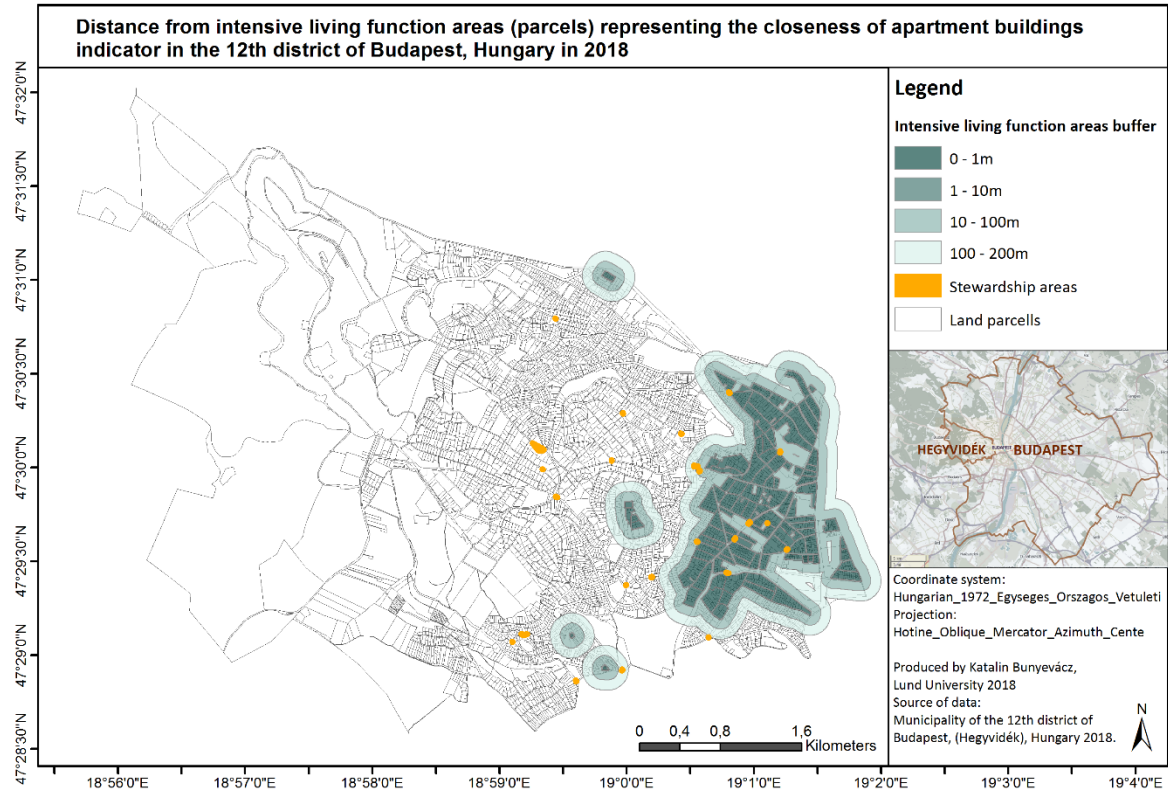 Distance from intensive living function areas (parcels) representing the closeness of apartment buildings
indicator in the 12th district of Budapest, Hungary in 2018
47°32'0"N
47°31'30"N
47°31'0"N
47°30'30"N
47°30'0"N
47°29'30"N
47°29'0"N
47°28'30"N
18°56'0"E
18°57'0"E
18°58'0"E
18°59'0"E
19°0'0"E
19°1'0"E
19°2'0"E
19°3'0"E
19°4'0"E
0 0,4 0,8 1,6
Kilometers
Legend
Intensive living function areas buffer
0 - 1m
1 - 10m
10 - 100m
100 - 200m
Stewardship areas
Land parcells
HEGYVIDÉK BUDAPEST
Coordinate system:
Hungarian_1972_Egyseges_Orszagos_Vetuleti
Projection:
Hotine_Oblique_Mercator_Azimuth_Cente
Produced by Katalin Bunyevácz,
Lund University 2018
Source of data:
Municipality of the 12th district of
Budapest, (Hegyvidék), Hungary 2018.
N